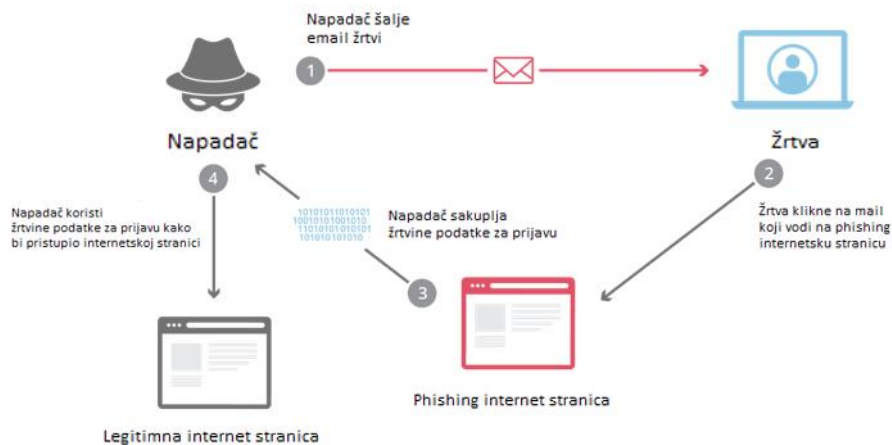 Napadač šalje
email žrtvi
1
Napadač
Žrtva
4
2
Napadač koristi
žrtvine podatke za prijavu kako
bi pristupio internetskoj stranici
10101011010101
10010101001010
11010101010101
101010101010
Napadač sakuplja
žrtvine podatke za prijavu
Žrtva klikne na mail
koji vodi na phishing
internetsku stranicu
3
Phishing internet stranica
Legitimna internet stranica